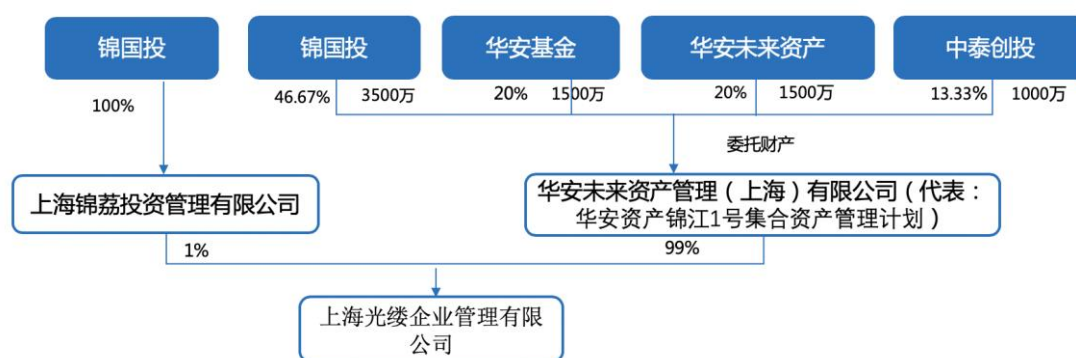 锦国投
锦国投
华安基金
华安未来资产
中泰创投
100%
46.67% 3500万
20% 1500万
20% 1500万
13.33% 1000万
委托财产
上海锦荔投资管理有限公司
华安未来资产管理（上海）有限公司（代表：
华安资产锦江1号集合资产管理计划）
1%
99%
上海光缕企业管理有限
公司